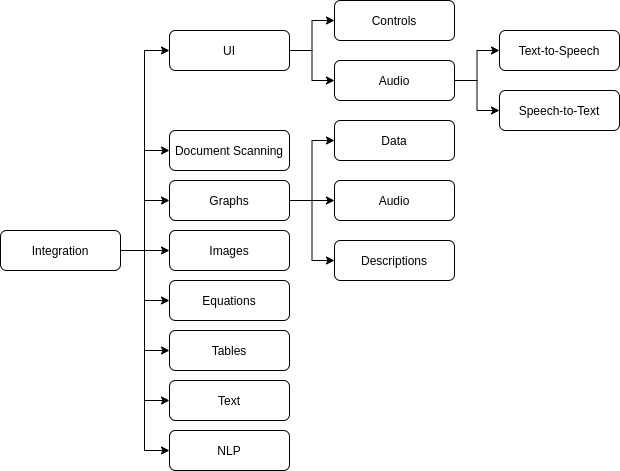 Controls
UI
Text-to-Speech
Audio
Speech-to-Text
Data
Document Scanning
Graphs
Audio
Integration
Images
Descriptions
Equations
Tables
Text
NLP